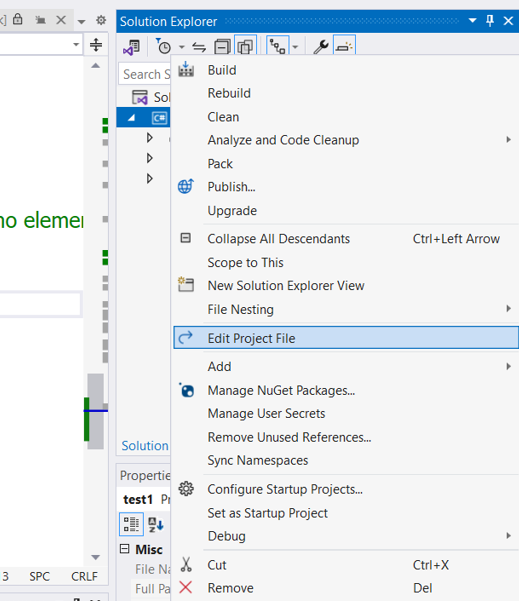 Solution Explorer
Search S
Sol
C#
Build
Rebuild
Clean
Analyze and Code Cleanup
Pack
Publish...
Upgrade
Collapse All Descendants Ctrl+Left Arrow
Scope to This
New Solution Explorer View
File Nesting
Edit Project File
Add
Manage NuGet Packages...
Manage User Secrets
Remove Unused References...
Sync Namespaces
Configure Startup Projects...
Set as Startup Project
Debug
Cut Ctrl+X
Remove Del
no elemen
Solution
Properties
test1 Pr
Misc
File Na
Full Pa
3 SPC CRLF